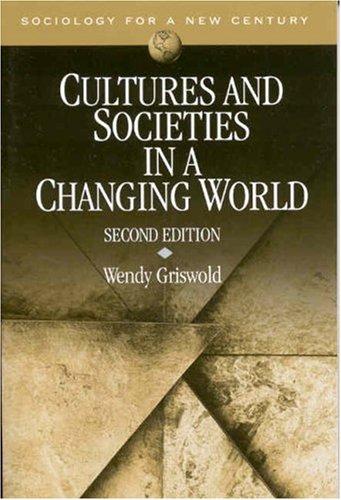 SOCIOLOGY FOR A NEW CENTURY
CULTURES AND
SOCIETIES
IN A
CHANGING WORLD
SECOND EDITION
Wendy Griswold